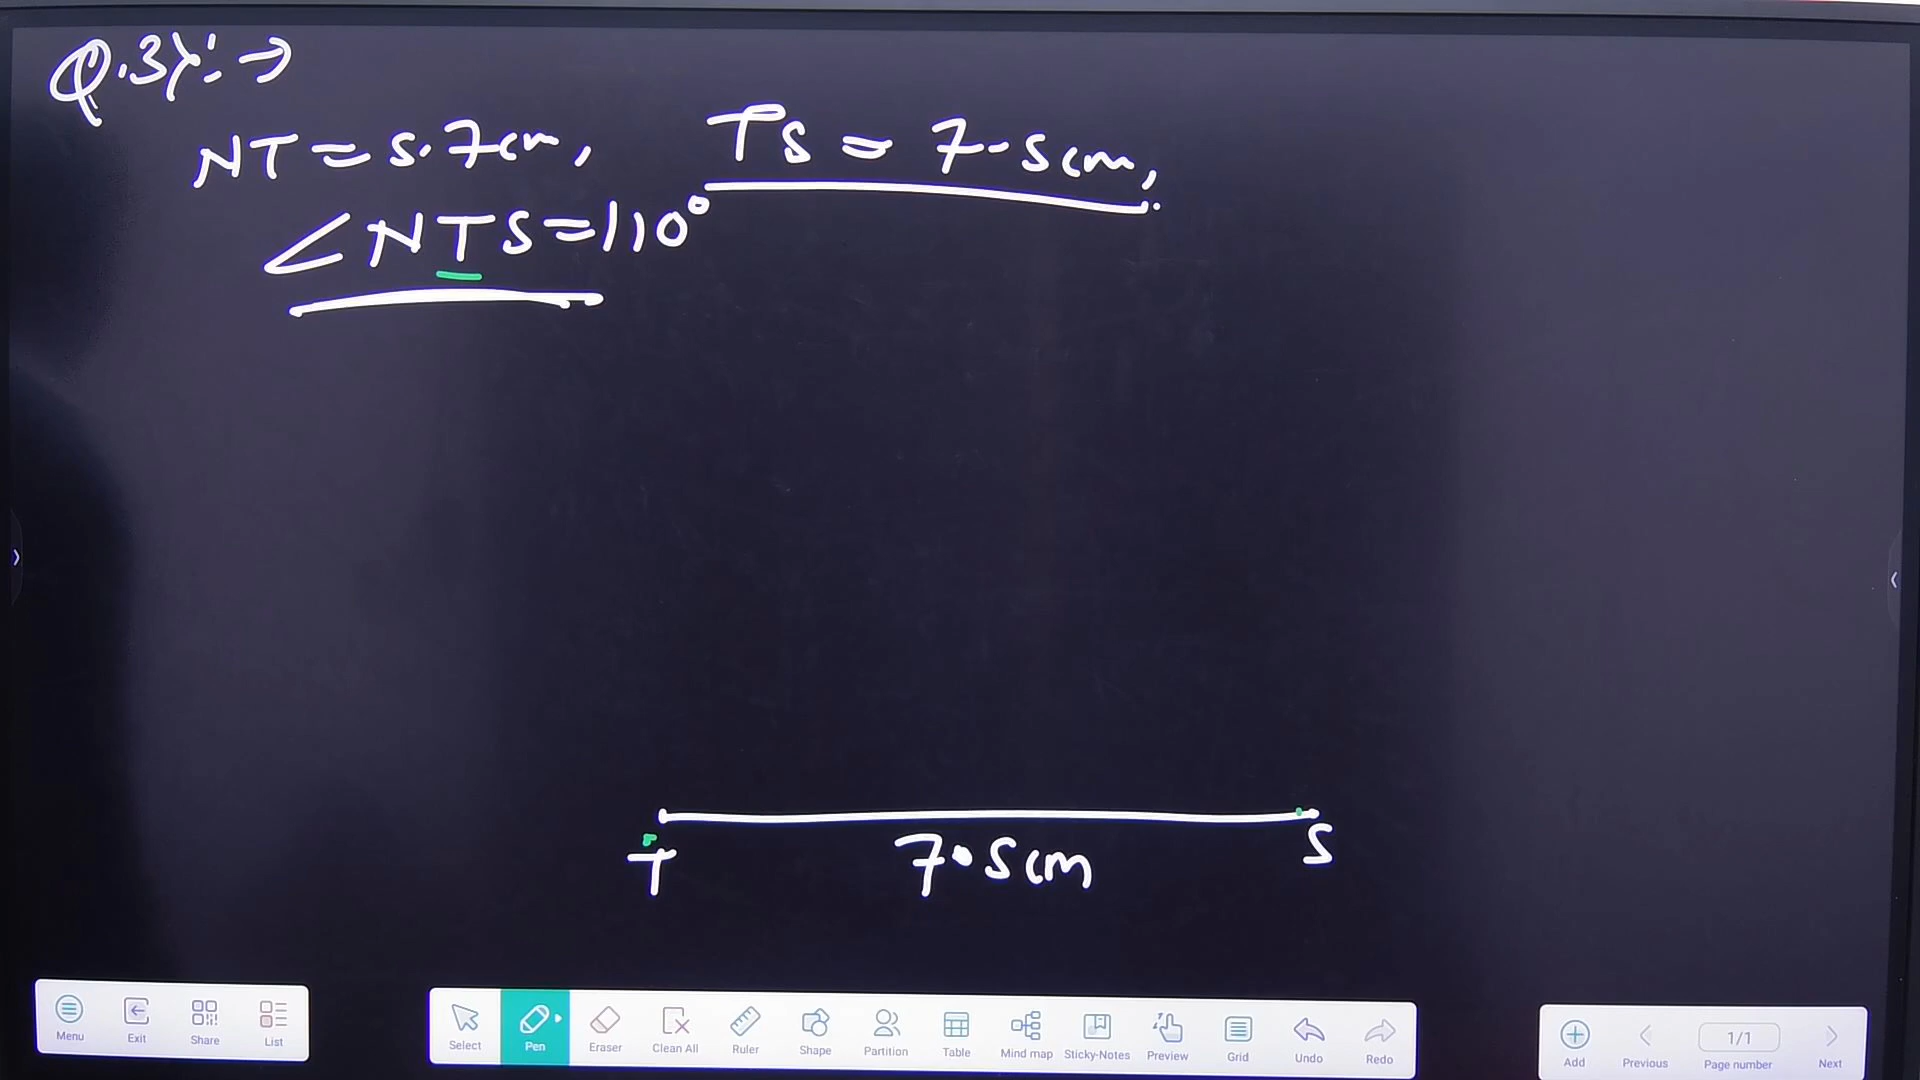 Q.3):→
NT = 5.7cm, TS = 7.5cm,
∠NTS = 110°
T 7.5cm S
Menu Exit Share List
Select Pen Eraser Clean All Ruler Shape Partition Table Mind map Sticky-Notes Preview Grid Undo Redo
1/1
Add Previous Page number Next